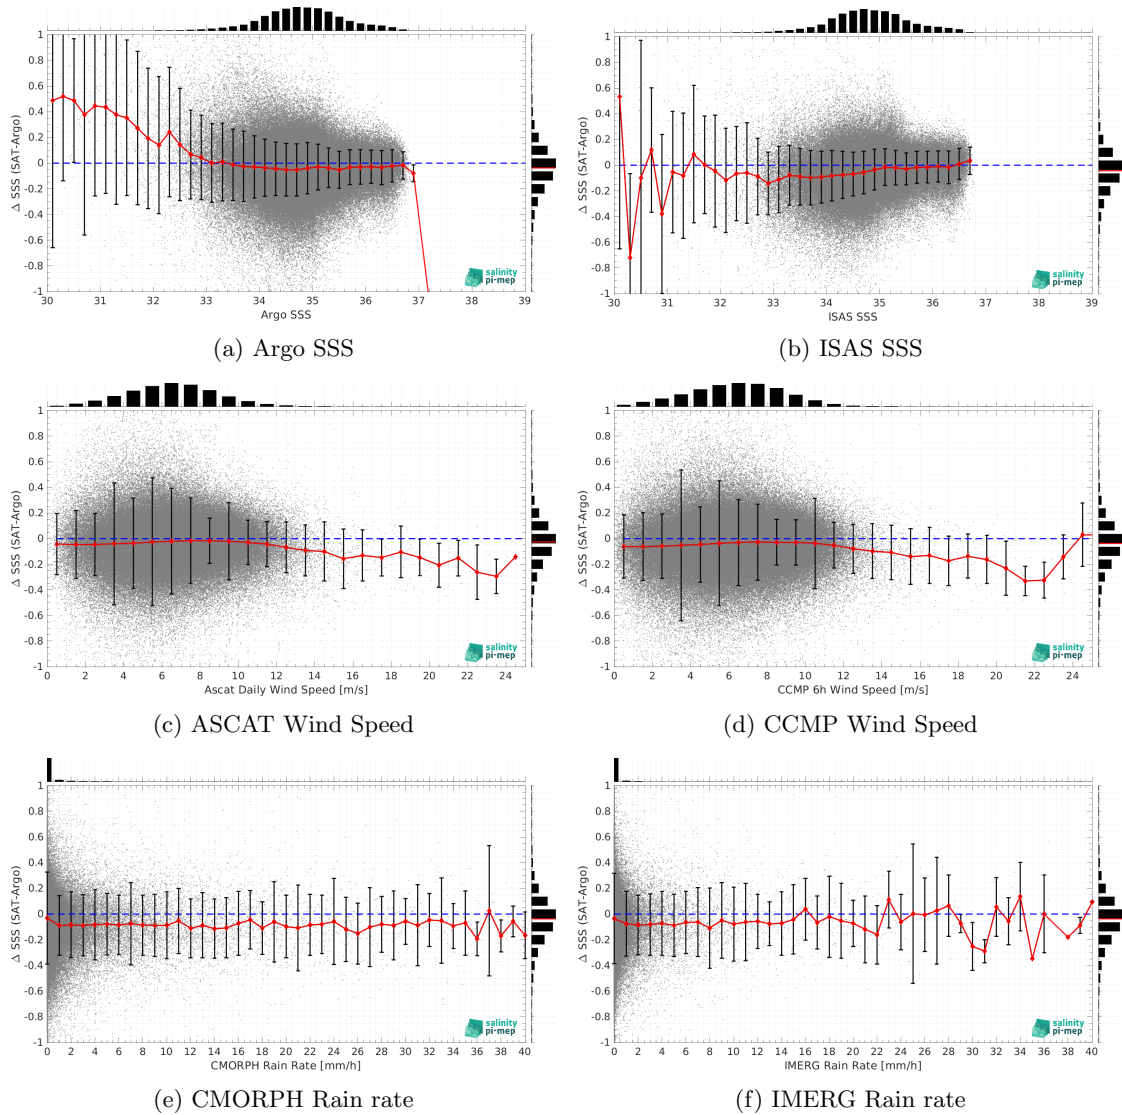 1
0.8
0.6
0.4
0.2
0
-0.2
-0.4
-0.6
-0.8
-1
Δ SSS (SAT-Argo)
30 31 32 33 34 35 36 37 38 39
Argo SSS
salinity
pi-mep
(a) Argo SSS
1
0.8
0.6
0.4
0.2
0
-0.2
-0.4
-0.6
-0.8
-1
Δ SSS (SAT-Argo)
30 31 32 33 34 35 36 37 38 39
ISAS SSS
salinity
pi-mep
(b) ISAS SSS
1
0.8
0.6
0.4
0.2
0
-0.2
-0.4
-0.6
-0.8
-1
Δ SSS (SAT-Argo)
0 2 4 6 8 10 12 14 16 18 20 22 24
Ascat Daily Wind Speed [m/s]
salinity
pi-mep
(c) ASCAT Wind Speed
1
0.8
0.6
0.4
0.2
0
-0.2
-0.4
-0.6
-0.8
-1
Δ SSS (SAT-Argo)
0 2 4 6 8 10 12 14 16 18 20 22 24
CCMP 6h Wind Speed [m/s]
salinity
pi-mep
(d) CCMP Wind Speed
1
0.8
0.6
0.4
0.2
0
-0.2
-0.4
-0.6
-0.8
-1
Δ SSS (SAT-Argo)
0 2 4 6 8 10 12 14 16 18 20 22 24 26 28 30 32 34 36 38 40
CMORPH Rain Rate [mm/h]
salinity
pi-mep
(e) CMORPH Rain rate
1
0.8
0.6
0.4
0.2
0
-0.2
-0.4
-0.6
-0.8
-1
Δ SSS (SAT-Argo)
0 2 4 6 8 10 12 14 16 18 20 22 24 26 28 30 32 34 36 38 40
IMERG Rain Rate [mm/h]
salinity
pi-mep
(f) IMERG Rain rate